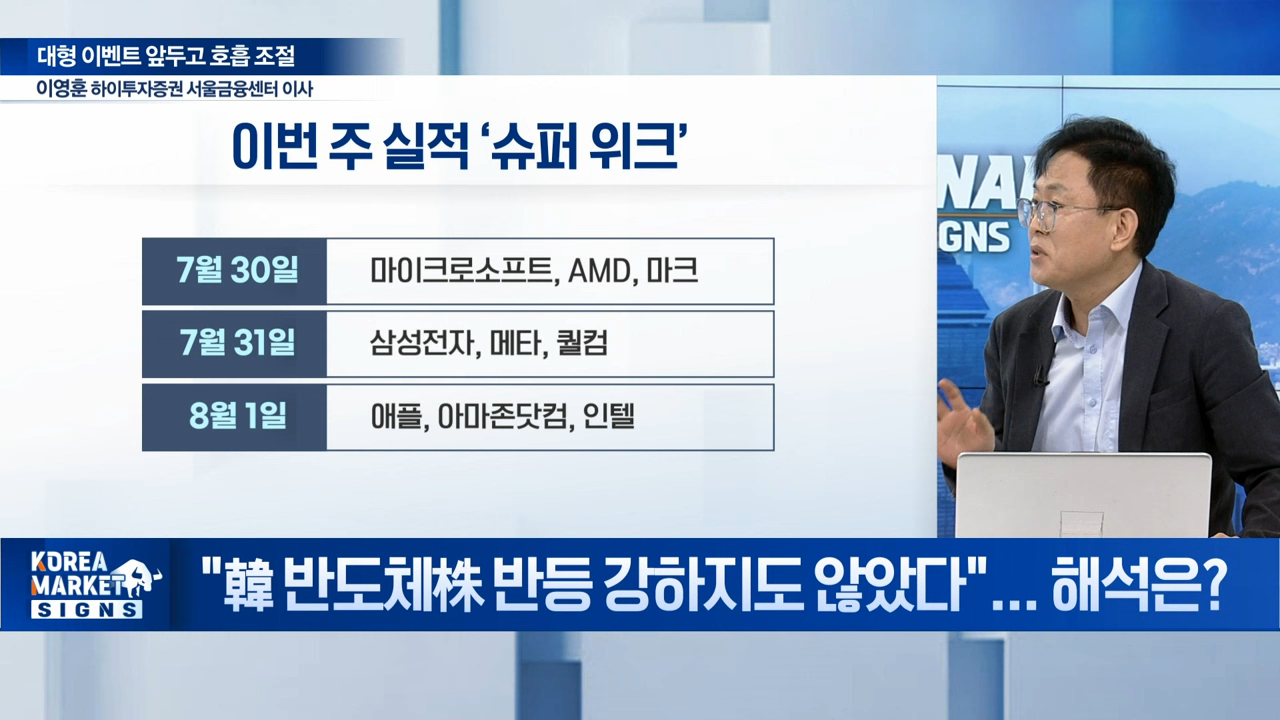 대형 이벤트 앞두고 호흡 조절
이영훈 하이투자증권 서울금융센터 이사
이번 주 실적 ‘슈퍼 위크’
7월 30일 마이크로소프트, AMD, 마크
7월 31일 삼성전자, 메타, 퀄컴
8월 1일 애플, 아마존닷컴, 인텔
GNS
KOREA
MARKET
SIGNS
"韓 반도체株 반등 강하지도 않았다"... 해석은?